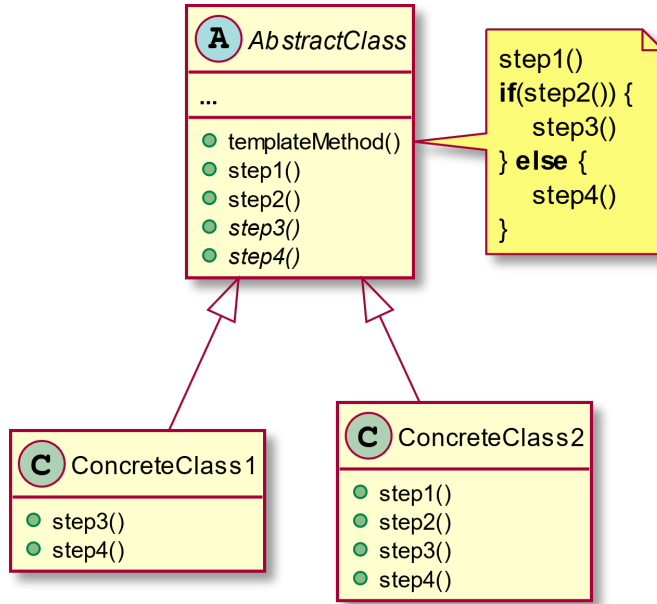 A AbstractClass
...
templateMethod()
step1()
step2()
step3()
step4()
step1()
if(step2()) {
step3()
} else {
step4()
}
C ConcreteClass1
step3()
step4()
C ConcreteClass2
step1()
step2()
step3()
step4()